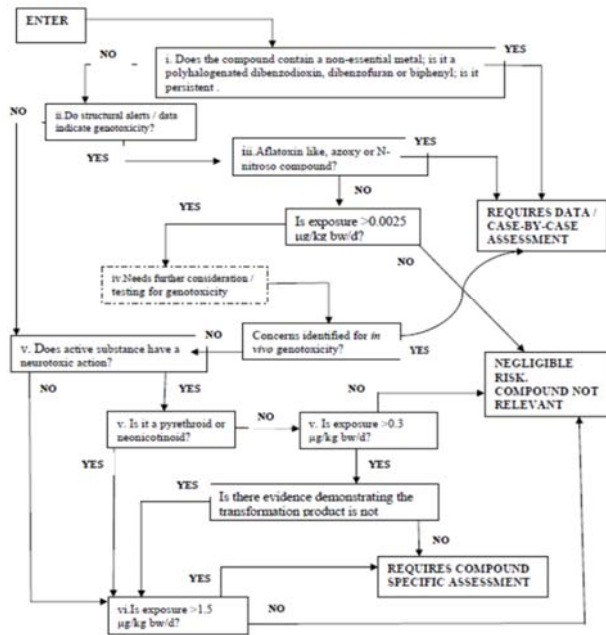 ENTER
NO
YES
i. Does the compound contain a non-essential metal; is it a
polyhalogenated dibenzodioxin, dibenzofuran or biphenyl; is it
persistent .
NO
ii.Do structural alerts / data
indicate genotoxicity?
YES
iii.Aflatoxin like, azoxy or N-
nitroso compound?
YES
NO
YES
Is exposure >0.0025
µg/kg bw/d?
REQUIRES DATA /
CASE-BY-CASE
ASSESSMENT
NO
iv.Needs further consideration /
testing for genotoxicity
v. Does active substance have a
neurotoxic action?
NO
Concerns identified for in
vivo genotoxicity?
YES
NEGLIGIBLE
RISK.
COMPOUND NOT
RELEVANT
NO
YES
NO
v. Is it a pyrethroid or
neonicotinoid?
NO
v. Is exposure >0.3
µg/kg bw/d?
YES
YES
YES
Is there evidence demonstrating the
transformation product is not
NO
YES
REQUIRES COMPOUND
SPECIFIC ASSESSMENT
vi.Is exposure >1.5
µg/kg bw/d?
NO